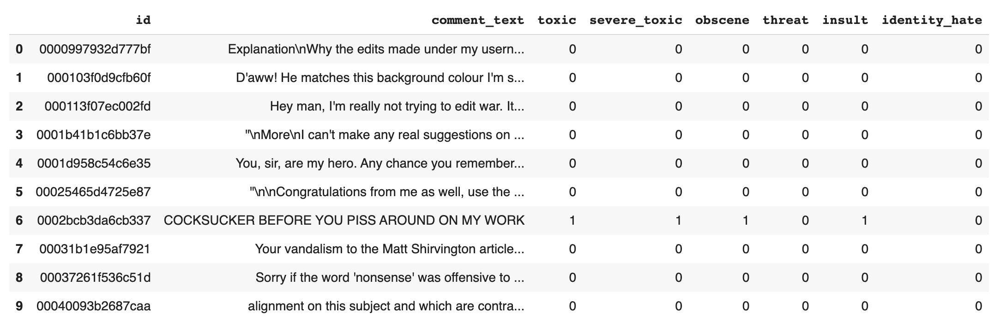 id comment_text toxic severe_toxic obscene threat insult identity_hate
0 0000997932d777bf Explanation\nWhy the edits made under my usern... 0 0 0 0 0 0
1 000103f0d9cfb60f D'aww! He matches this background colour I'm s... 0 0 0 0 0 0
2 000113f07ec002fd Hey man, I'm really not trying to edit war. It... 0 0 0 0 0 0
3 0001b41b1c6bb37e "\nMore\nI can't make any real suggestions on ... 0 0 0 0 0 0
4 0001d958c54c6e35 You, sir, are my hero. Any chance you remember... 0 0 0 0 0 0
5 00025465d4725e87 "\n\nCongratulations from me as well, use the ... 0 0 0 0 0 0
6 0002bcb3da6cb337 COCKSUCKER BEFORE YOU PISS AROUND ON MY WORK 1 1 1 0 1 0
7 00031b1e95af7921 Your vandalism to the Matt Shirvington article... 0 0 0 0 0 0
8 00037261f536c51d Sorry if the word 'nonsense' was offensive to ... 0 0 0 0 0 0
9 00040093b2687caa alignment on this subject and which are contra... 0 0 0 0 0 0